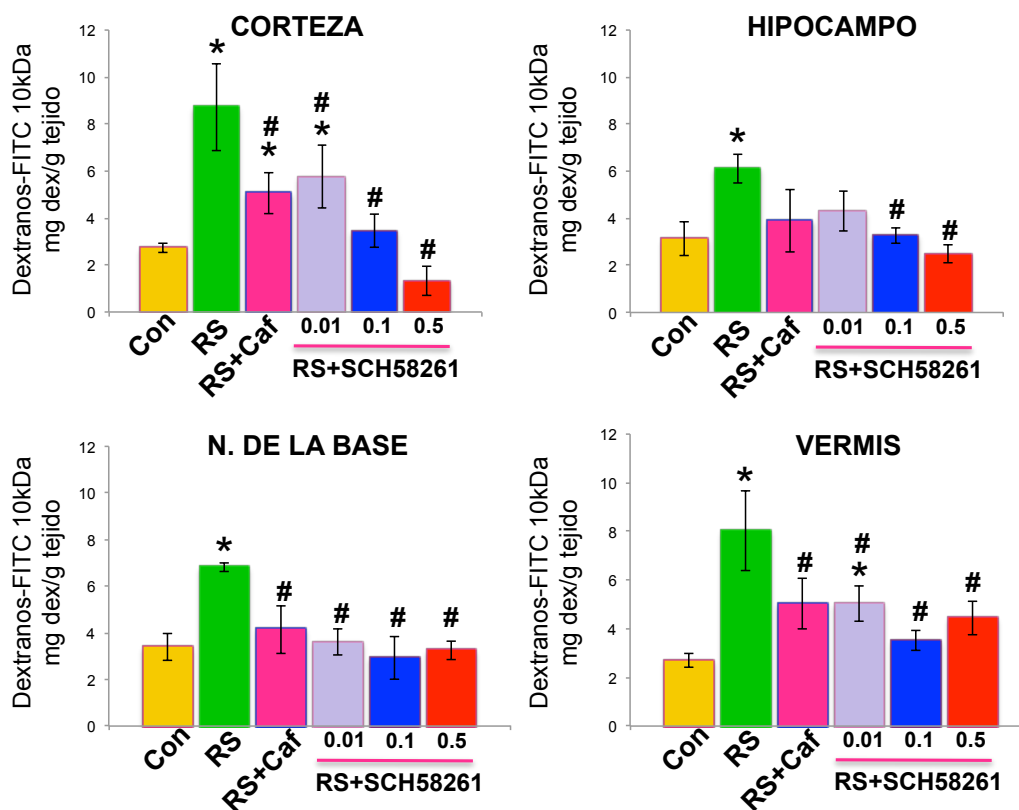 CORTEZA
Dextranos-FITC 10kDa
mg dex/g tejido
12
10
8
6
4
2
0
*
#
*
#
*
#
#
Con
RS
RS+Caf
0.01 0.1 0.5
RS+SCH58261
HIPOCAMPO
Dextranos-FITC 10kDa
mg dex/g tejido
12
10
8
6
4
2
0
*
#
#
Con
RS
RS+Caf
0.01 0.1 0.5
RS+SCH58261
N. DE LA BASE
Dextranos-FITC 10kDa
mg dex/g tejido
12
10
8
6
4
2
0
*
#
#
#
#
Con
RS
RS+Caf
0.01 0.1 0.5
RS+SCH58261
VERMIS
Dextranos-FITC 10kDa
mg dex/g tejido
12
10
8
6
4
2
0
*
#
#
*
#
#
Con
RS
RS+Caf
0.01 0.1 0.5
RS+SCH58261